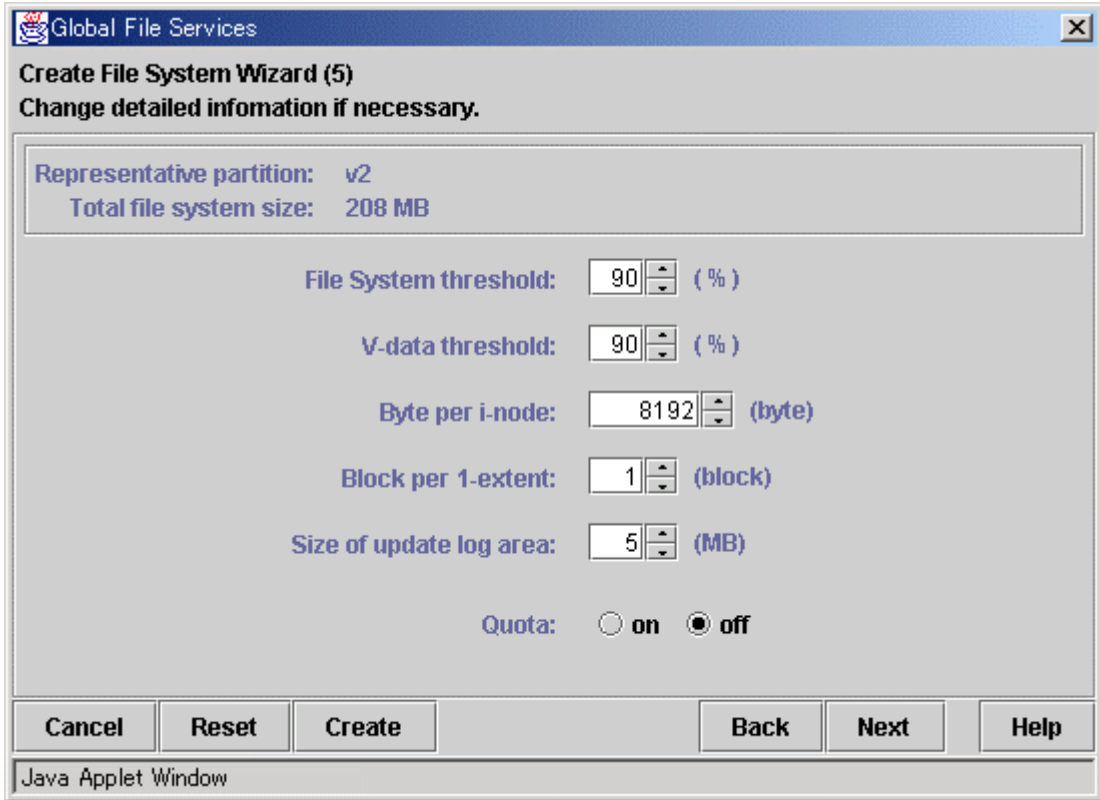 Global File Services
Create File System Wizard (5)
Change detailed infomation if necessary.
Representative partition: v2
Total file system size: 208 MB
File System threshold: 90 (%)
V-data threshold: 90 (%)
Byte per i-node: 8192 (byte)
Block per 1-extent: 1 (block)
Size of update log area: 5 (MB)
Quota: on off
Cancel Reset Create Back Next Help
Java Applet Window